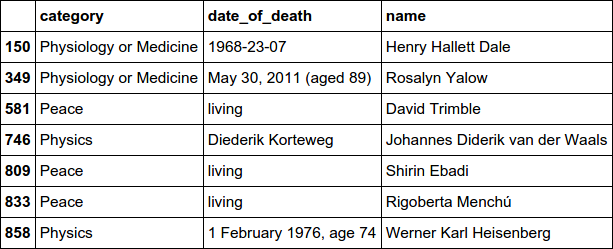 category date_of_death name
150 Physiology or Medicine 1968-23-07 Henry Hallett Dale
349 Physiology or Medicine May 30, 2011 (aged 89) Rosalyn Yalow
581 Peace living David Trimble
746 Physics Diederik Korteweg Johannes Diderik van der Waals
809 Peace living Shirin Ebadi
833 Peace living Rigoberta Menchú
858 Physics 1 February 1976, age 74 Werner Karl Heisenberg